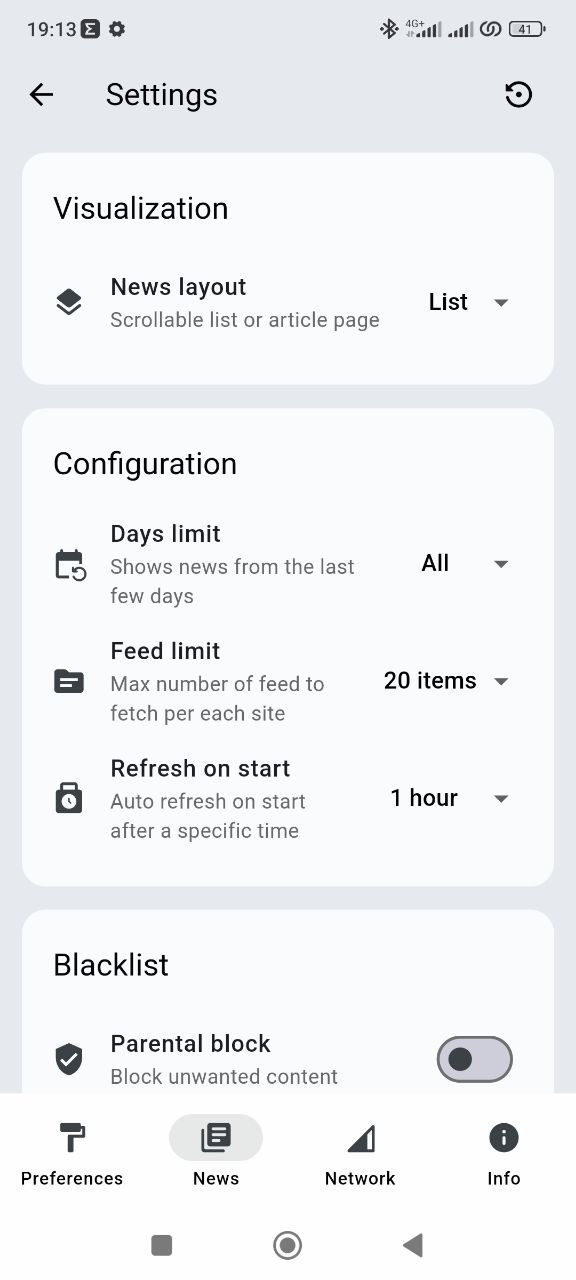 19:13
4G+
41
Settings
Visualization
News layout
Scrollable list or article page
List
Configuration
Days limit
Shows news from the last
few days
All
Feed limit
Max number of feed to
fetch per each site
20 items
Refresh on start
Auto refresh on start
after a specific time
1 hour
Blacklist
Parental block
Block unwanted content
Preferences
News
Network
Info